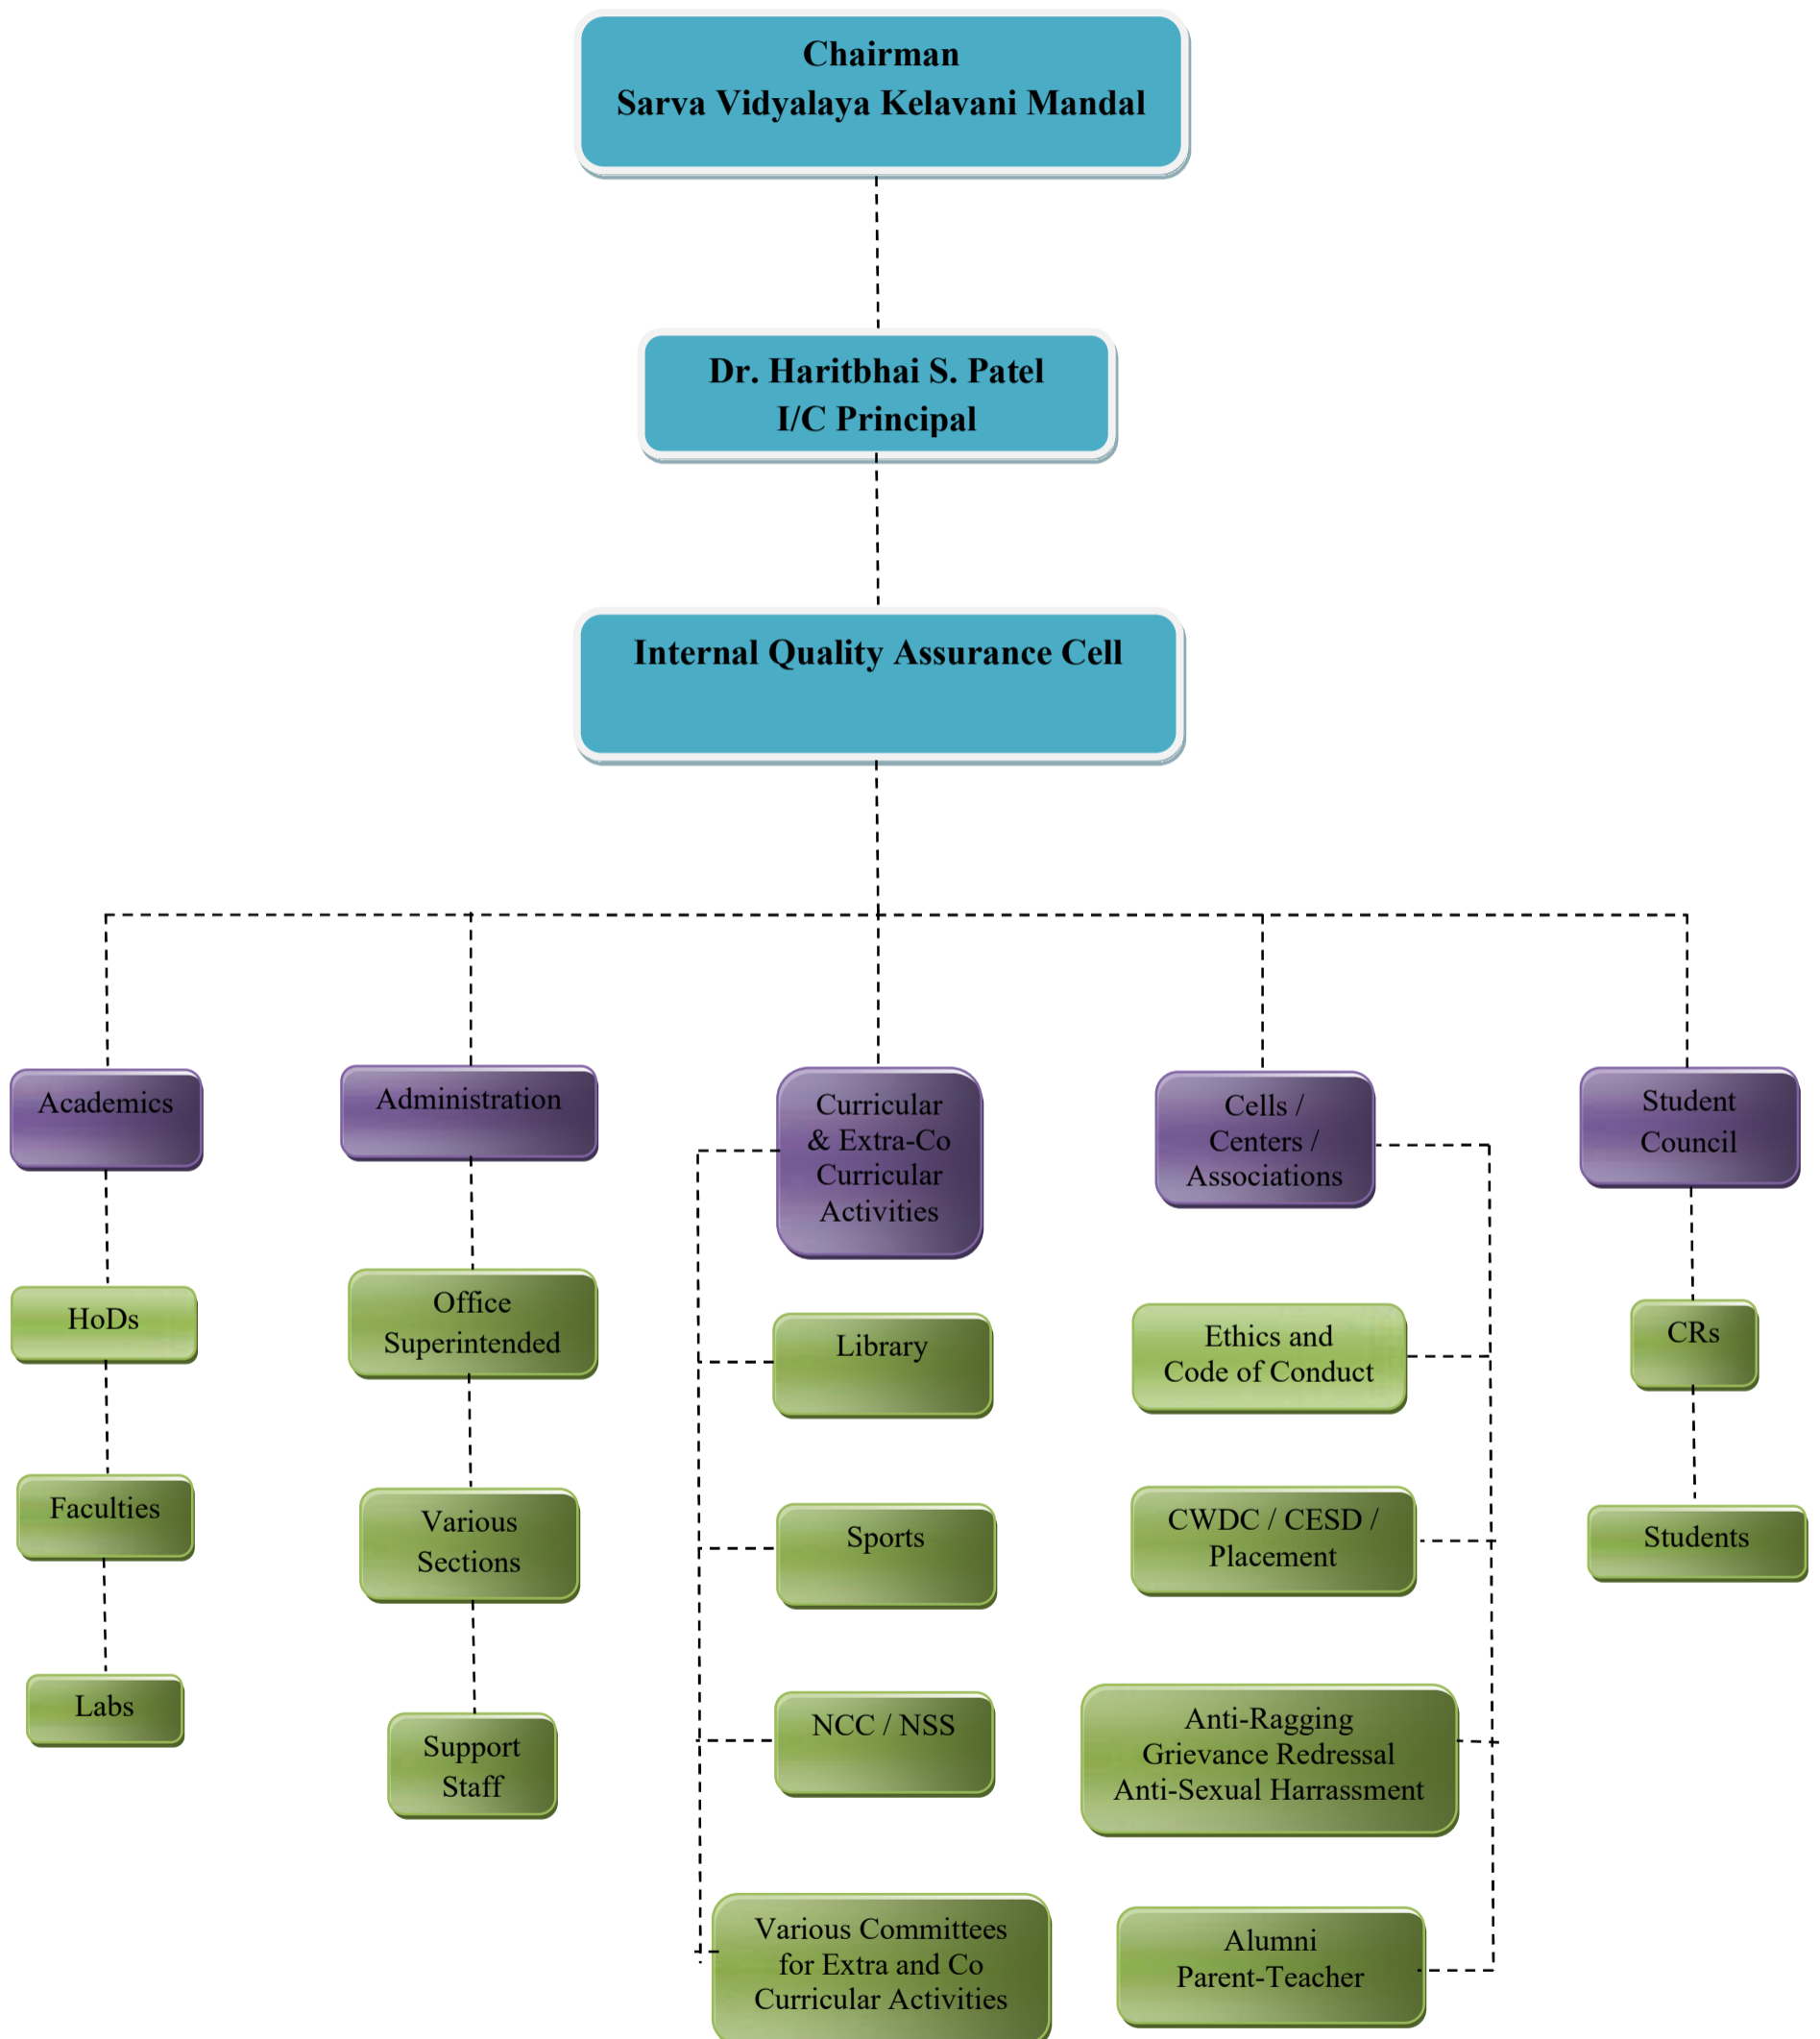 Chairman
Sarva Vidyalaya Kelavani Mandal
Dr. Haritbhai S. Patel
I/C Principal
Internal Quality Assurance Cell
Academics
HoDs
Faculties
Labs
Administration
Office
Superintended
Various
Sections
Support
Staff
Curricular
& Extra-Co
Curricular
Activities
Library
Sports
NCC / NSS
Various Committees
for Extra and Co
Curricular Activities
Cells /
Centers /
Associations
Ethics and
Code of Conduct
CWDC / CESD /
Placement
Anti-Ragging
Grievance Redressal
Anti-Sexual Harrassment
Alumni
Parent-Teacher
Student
Council
CRs
Students